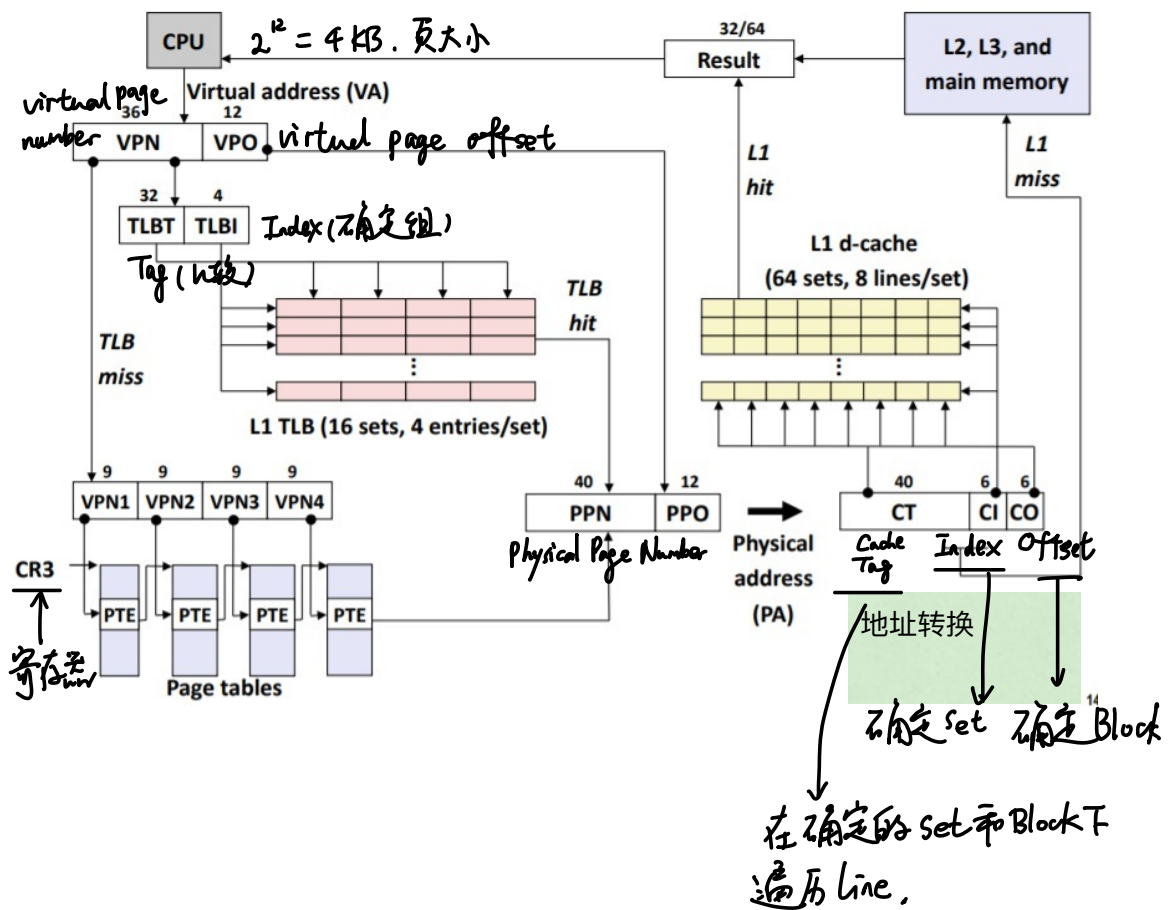 CPU
2^12 = 4KB. 页大小
32/64
Result
L2, L3, and
main memory
Virtual address (VA)
virtual page
number
36
12
VPN
VPO
virtual page offset
L1
hit
L1
miss
32
4
TLBT
TLBI
Index(确定组)
Tag(比较)
L1 d-cache
(64 sets, 8 lines/set)
TLB
hit
TLB
miss
...
...
L1 TLB (16 sets, 4 entries/set)
9
9
9
9
VPN1
VPN2
VPN3
VPN4
40
12
PPN
PPO
Physical Page Number
Physical
address
(PA)
40
6
6
CT
CI
CO
Cache
Tag
Index
Offset
CR3
寄存器
PTE
PTE
PTE
PTE
Page tables
地址转换
14
确定set
确定Block
在确定的set和Block下
遍历line.